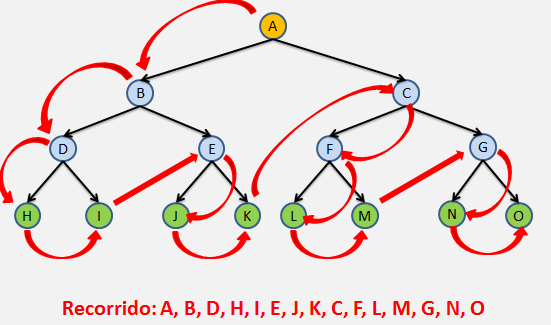 A
B
C
D
E
F
G
H
I
J
K
L
M
N
O
Recorrido: A, B, D, H, I, E, J, K, C, F, L, M, G, N, O